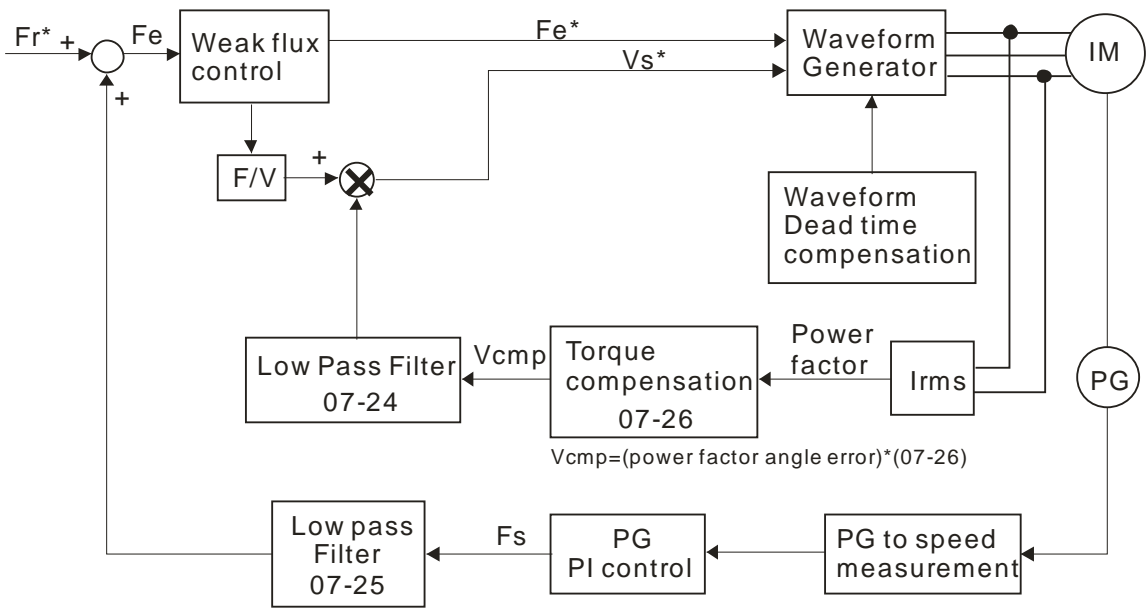 Fr*
+
Fe
+
Weak flux
control
Fe*
Vs*
Waveform
Generator
IM
F/V
+
Waveform
Dead time
compensation
Low Pass Filter
07-24
Vcmp
Torque
compensation
07-26
Power
factor
Irms
PG
Vcmp=(power factor angle error)*(07-26)
Low pass
Filter
07-25
Fs
PG
PI control
PG to speed
measurement